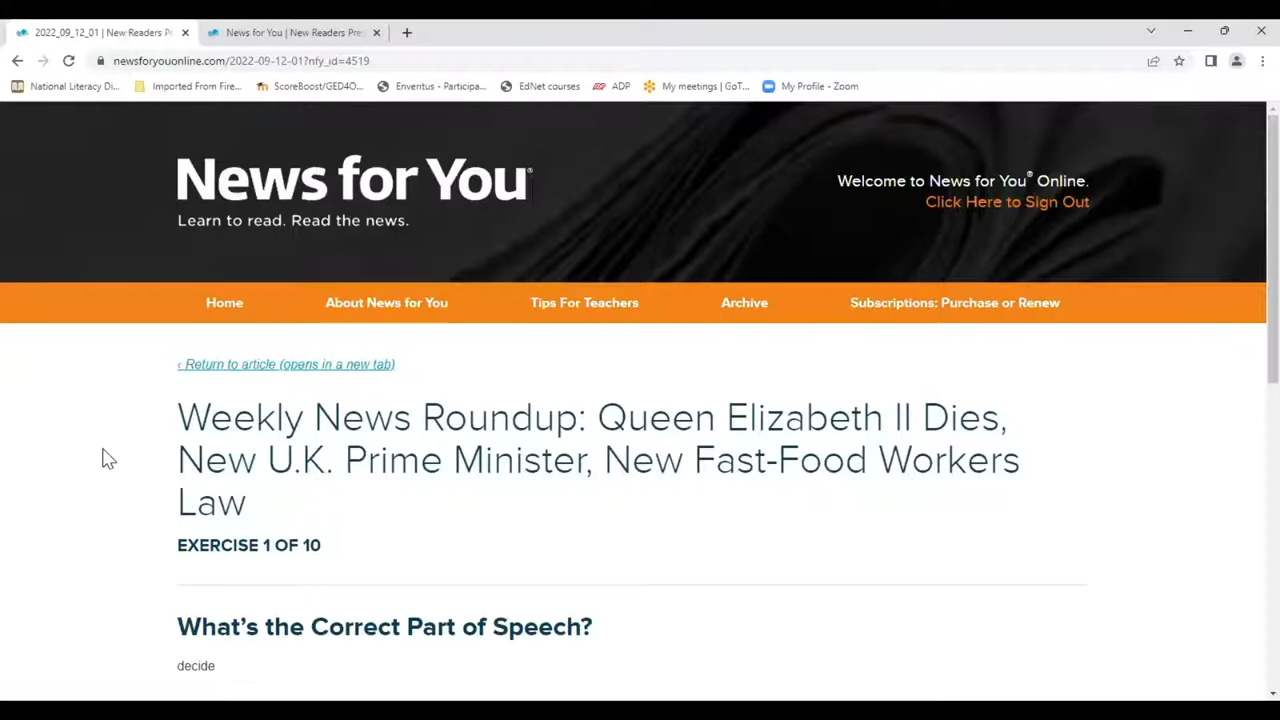 2022_09_12_01 | New Readers Pr
News for You | New Readers Pre
newsforyouonline.com/2022-09-12-01?nfy_id=4519
National Literacy Di...
Imported From Fire...
ScoreBoost/GED4O...
Enveritus - Participa...
EdNet courses
ADP
My meetings | GoT...
My Profile - Zoom
News for You®
Learn to read. Read the news.
Welcome to News for You® Online.
Click Here to Sign Out
Home
About News for You
Tips For Teachers
Archive
Subscriptions: Purchase or Renew
‹ Return to article (opens in a new tab)
Weekly News Roundup: Queen Elizabeth II Dies,
New U.K. Prime Minister, New Fast-Food Workers
Law
EXERCISE 1 OF 10
What's the Correct Part of Speech?
decide